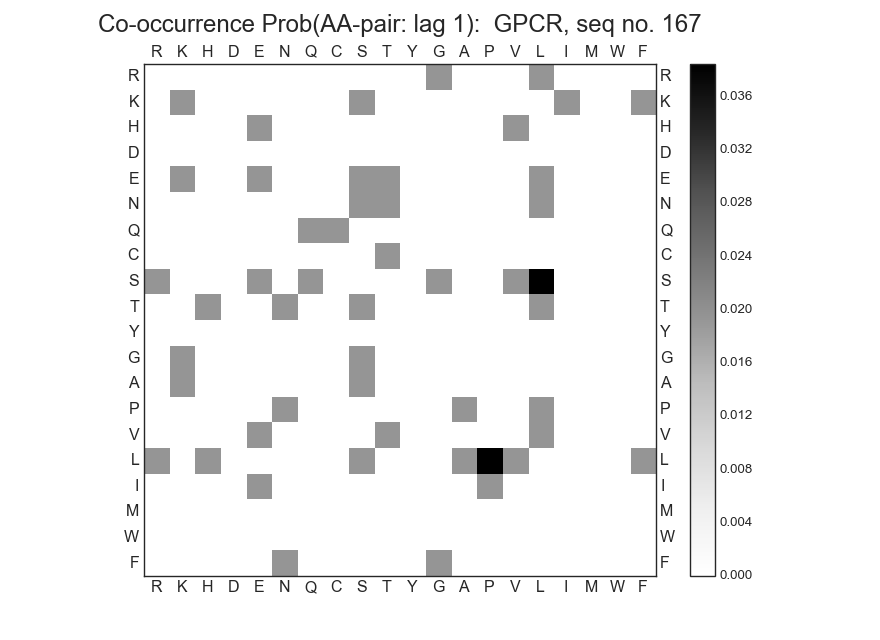 Co-occurrence Prob(AA-pair: lag 1):  GPCR, seq no. 167
R K H D E N Q C S T Y G A P V L I M W F
R R
K K 0.036
H H
0.032
D D
E E 0.028
N N
Q Q 0.024
C C
S S
T T 0.020
Y Y
G G 0.016
A A
P P 0.012
V V
L L 0.008
I I
M M 0.004
W W
F F
0.000
R K H D E N Q C S T Y G A P V L I M W F